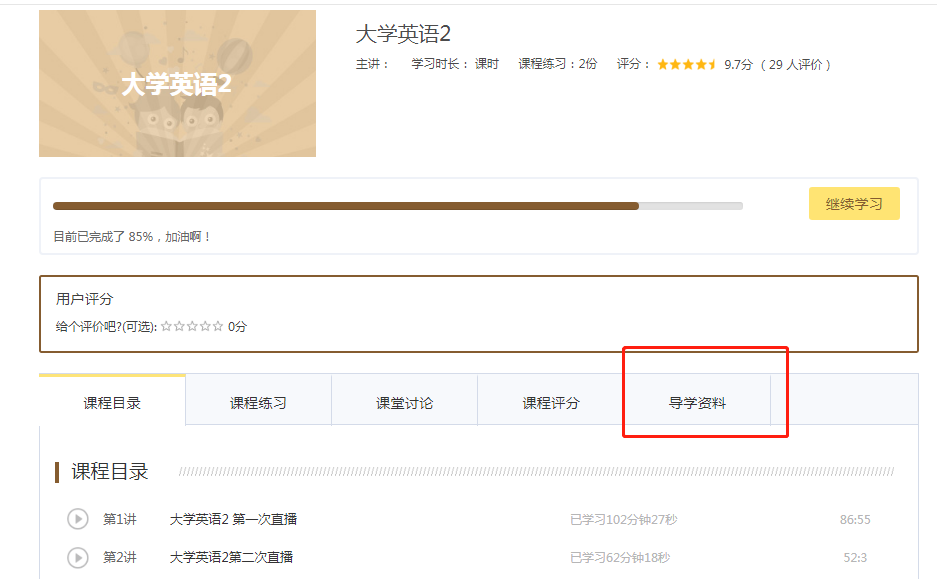 大学英语2
大学英语2
主讲： 学习时长： 课时 课程练习：2份 评分： 9.7分 （ 29 人评价 ）
继续学习
目前已完成了 85%，加油啊！
用户评分
给个评价吧?(可选): 0分
课程目录 课程练习 课堂讨论 课程评分 导学资料
课程目录
第1讲 大学英语2 第一次直播 已学习102分钟27秒 86:55
第2讲 大学英语2第二次直播 已学习62分钟18秒 52:3